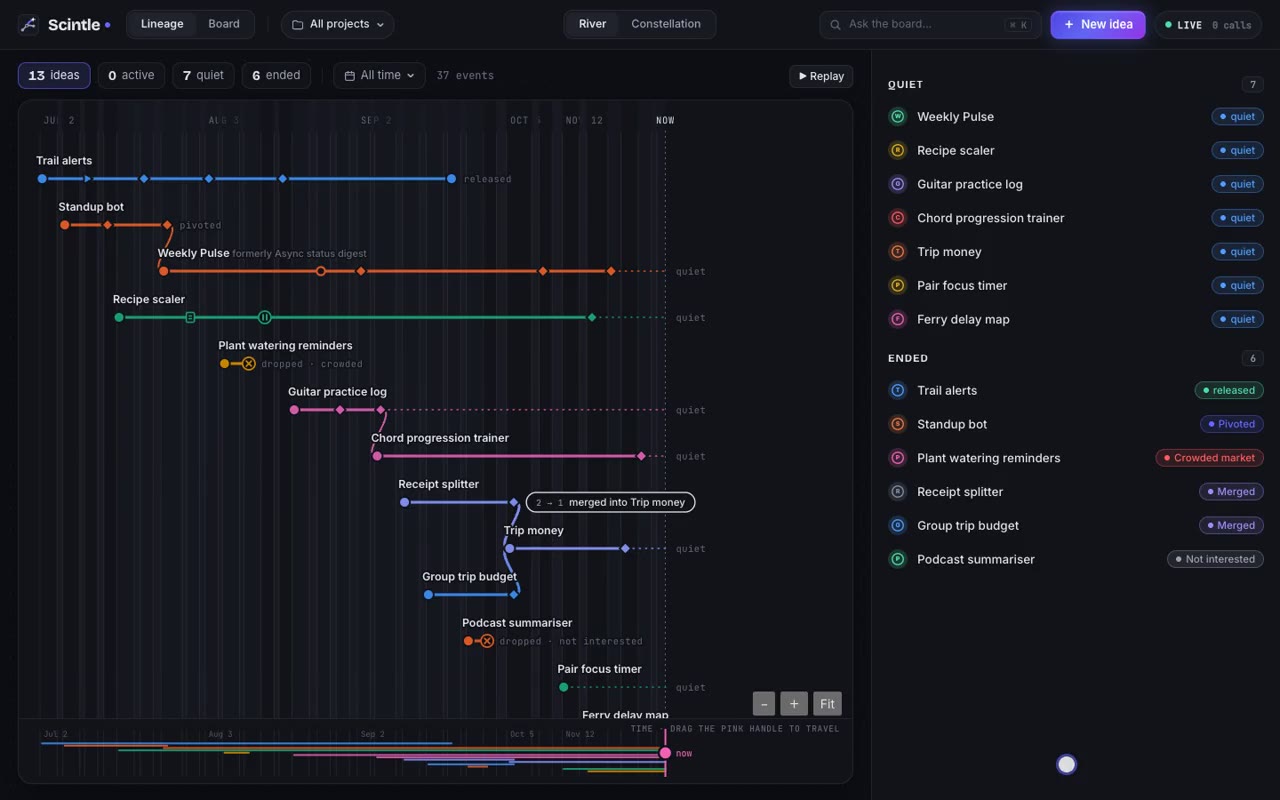 Scintle
Lineage
Board
All projects
River
Constellation
Ask the board...
⌘ K
+ New idea
LIVE 0 calls
13 ideas
0 active
7 quiet
6 ended
All time
37 events
Replay
AUG 3
SEP 2
NOV 12
NOW
Trail alerts
released
Standup bot
pivoted
Weekly Pulse formerly Async status digest
quiet
Recipe scaler
quiet
Plant watering reminders
dropped · crowded
Guitar practice log
quiet
Chord progression trainer
quiet
Receipt splitter
2 → 1 merged into Trip money
Trip money
quiet
Group trip budget
Podcast summariser
dropped · not interested
Pair focus timer
quiet
Ferry delay map
–
+
Fit
TIME · DRAG THE PINK HANDLE TO TRAVEL
Jul 2
Aug 3
Sep 2
Oct 5
Nov 12
now
QUIET
7
W Weekly Pulse quiet
R Recipe scaler quiet
G Guitar practice log quiet
C Chord progression trainer quiet
T Trip money quiet
P Pair focus timer quiet
F Ferry delay map quiet
ENDED
6
T Trail alerts released
S Standup bot Pivoted
P Plant watering reminders Crowded market
R Receipt splitter Merged
G Group trip budget Merged
P Podcast summariser Not interested